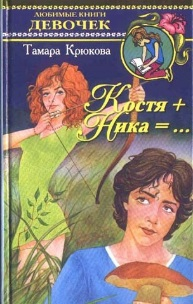 ЛЮБИМЫЕ КНИГИ
ДЕВОЧЕК
Тамара Крюкова
Костя +
Ника = ...